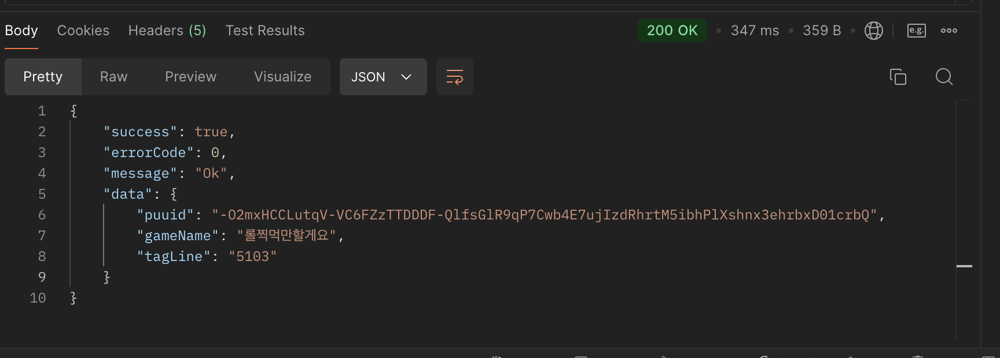 Body Cookies Headers (5) Test Results 200 OK • 347 ms • 359 B • e.g.
Pretty Raw Preview Visualize JSON
1 {
2 "success": true,
3 "errorCode": 0,
4 "message": "Ok",
5 "data": {
6 "puuid": "-O2mxHCCLutqV-VC6FZzTTDDDF-QlfsGlR9qP7Cwb4E7ujIzdRhrtM5ibhPlXshnx3ehrbxD01crbQ",
7 "gameName": "롤찍먹만할게요",
8 "tagLine": "5103"
9 }
10 }